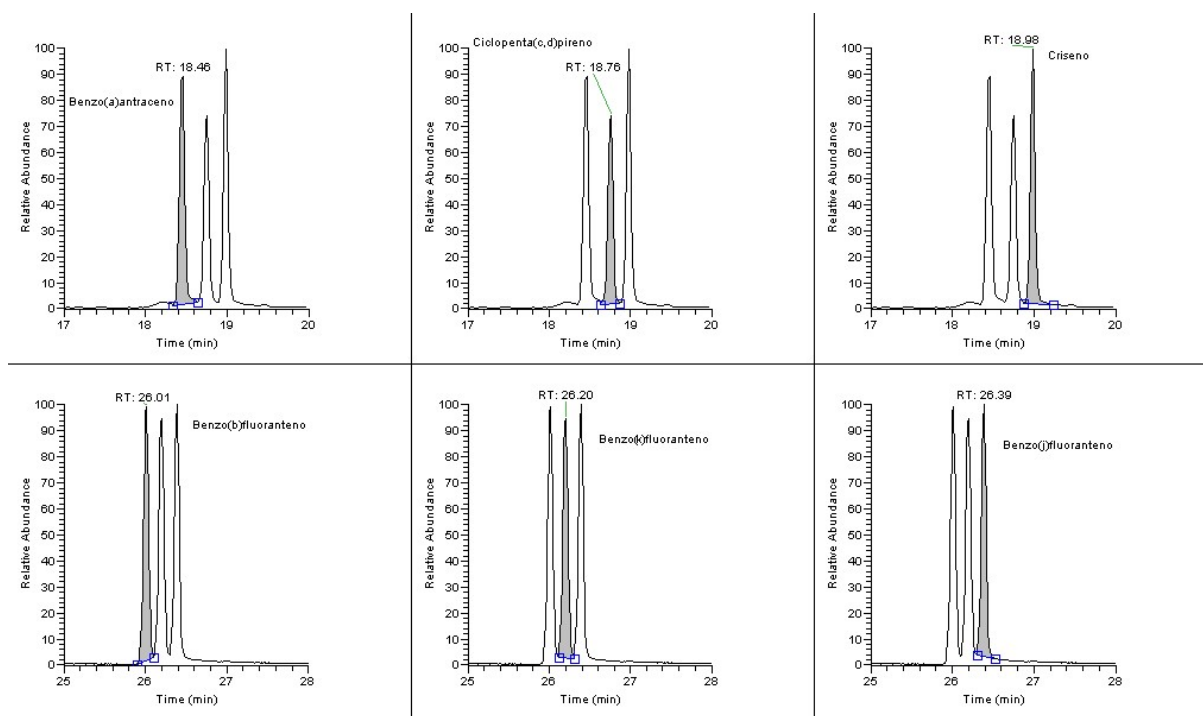 100
90
80
70
60
50
40
30
20
10
0
Relative Abundance
RT: 18.46
Benzo(a)antraceno
17 18 19 20
Time (min)
100
90
80
70
60
50
40
30
20
10
0
Relative Abundance
Ciclopenta(c,d)pireno
RT: 18.76
17 18 19 20
Time (min)
100
90
80
70
60
50
40
30
20
10
0
Relative Abundance
RT: 18.98
Criseno
17 18 19 20
Time (min)
100
90
80
70
60
50
40
30
20
10
0
Relative Abundance
RT: 26.01
Benzo(b)fluoranteno
25 26 27 28
Time (min)
100
90
80
70
60
50
40
30
20
10
0
Relative Abundance
RT: 26.20
Benzo(k)fluoranteno
25 26 27 28
Time (min)
100
90
80
70
60
50
40
30
20
10
0
Relative Abundance
RT: 26.39
Benzo(j)fluoranteno
25 26 27 28
Time (min)